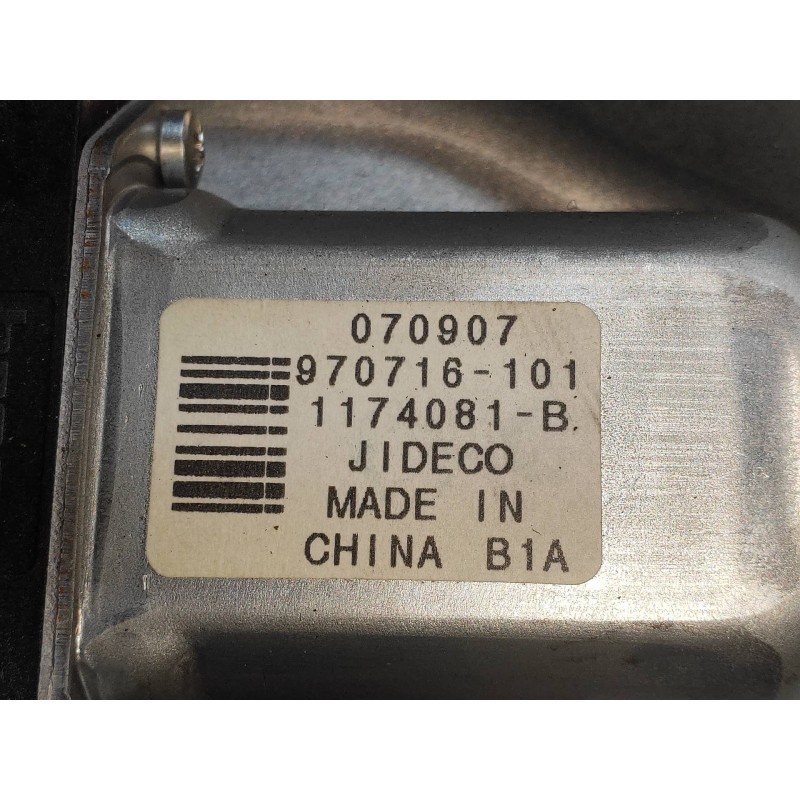 070907
970716-101
1174081-B.
JIDECO
MADE IN
CHINA B1A